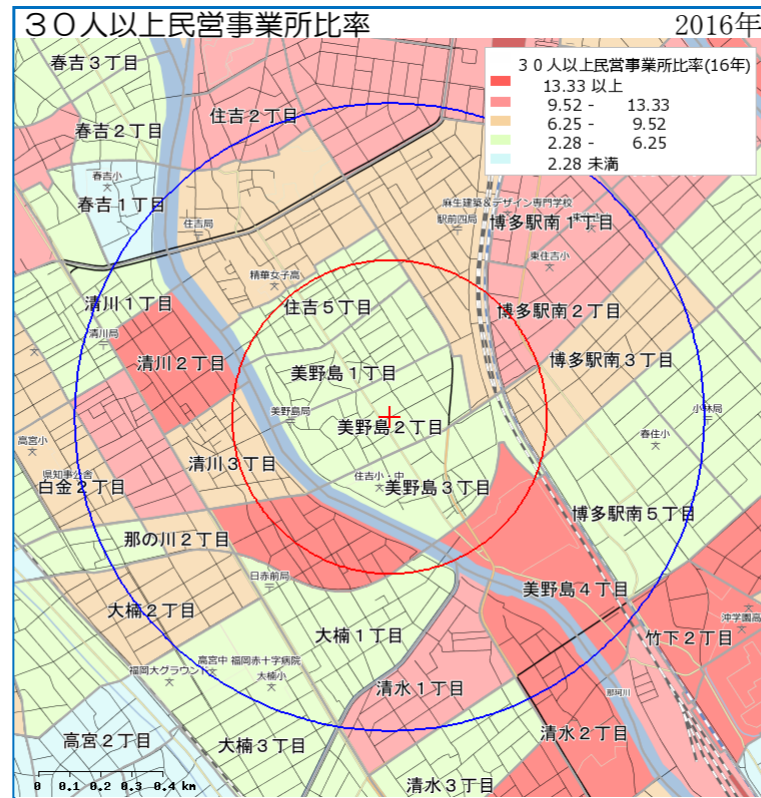 ３０人以上民営事業所比率
2016年
３０人以上民営事業所比率(16年)
13.33 以上
9.52 - 13.33
6.25 - 9.52
2.28 - 6.25
2.28 未満
春吉３丁目
春吉２丁目
住吉２丁目
春吉小
春吉１丁目
住吉局
麻生建築＆デザイン専門学校
駅前四局
博多駅南１丁目
東住吉小
精華女子高
清川１丁目
住吉５丁目
博多駅南２丁目
清川局
清川２丁目
美野島１丁目
博多駅南３丁目
美野島局
美野島２丁目
小林局
高宮小
春住小
県知事公舎
清川３丁目
住吉小・中
白金２丁目
美野島３丁目
博多駅南５丁目
那の川２丁目
日赤前局
美野島４丁目
大楠２丁目
沖学園高
大楠１丁目
竹下２丁目
高宮中
福岡赤十字病院
福岡大グラウンド
大楠小
清水１丁目
那珂川
高宮２丁目
大楠３丁目
清水２丁目
清水３丁目
0 0.1 0.2 0.3 0.4 km